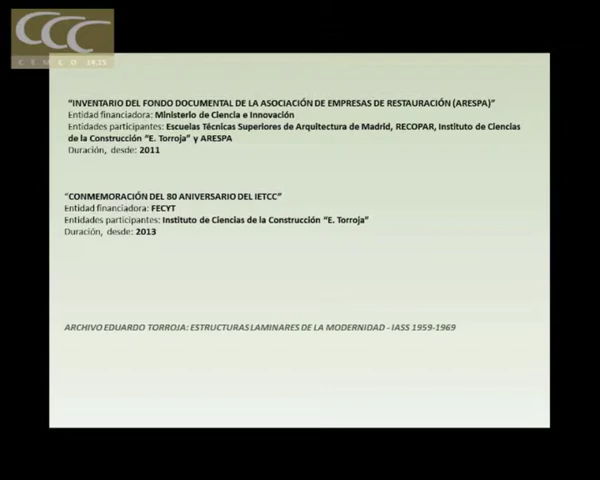 CCC
CEMCO 14.15
"INVENTARIO DEL FONDO DOCUMENTAL DE LA ASOCIACIÓN DE EMPRESAS DE RESTAURACIÓN (ARESPA)"
Entidad financiadora: Ministerio de Ciencia e Innovación
Entidades participantes: Escuelas Técnicas Superiores de Arquitectura de Madrid, RECOPAR, Instituto de Ciencias
de la Construcción "E. Torroja" y ARESPA
Duración, desde: 2011
"CONMEMORACIÓN DEL 80 ANIVERSARIO DEL IETCC"
Entidad financiadora: FECYT
Entidades participantes: Instituto de Ciencias de la Construcción "E. Torroja"
Duración, desde: 2013
ARCHIVO EDUARDO TORROJA: ESTRUCTURAS LAMINARES DE LA MODERNIDAD - IASS 1959-1969